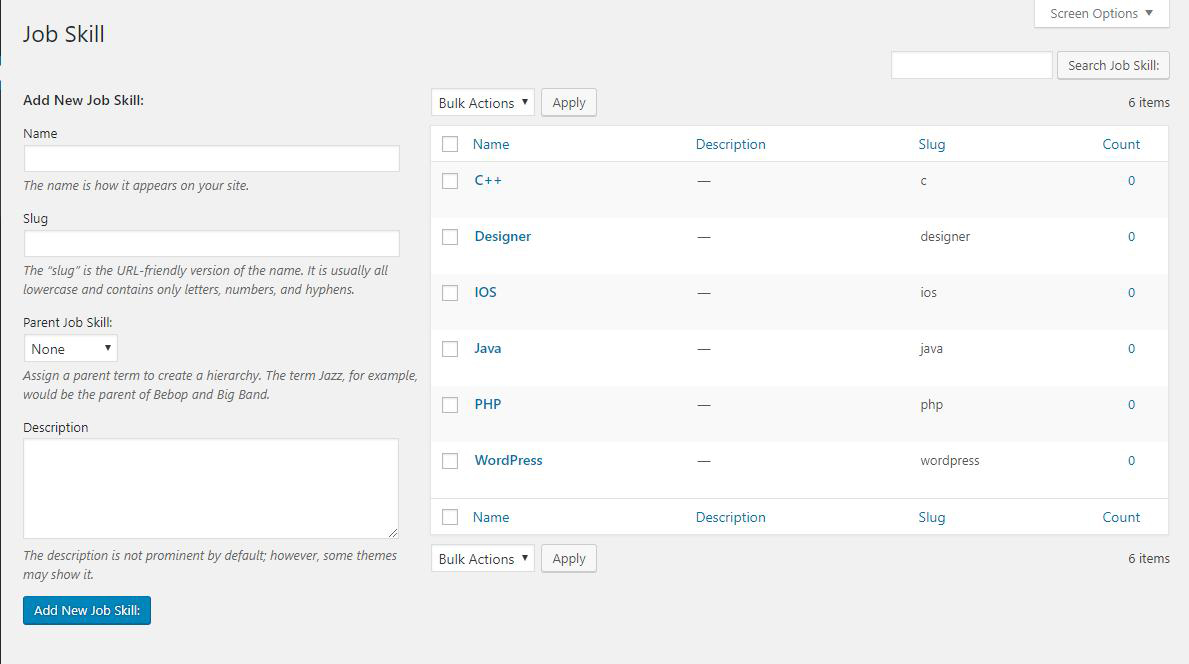 Screen Options
Job Skill
Search Job Skill:
Add New Job Skill:
Name
The name is how it appears on your site.
Slug
The “slug” is the URL-friendly version of the name. It is usually all
lowercase and contains only letters, numbers, and hyphens.
Parent Job Skill:
None
Assign a parent term to create a hierarchy. The term Jazz, for example,
would be the parent of Bebop and Big Band.
Description
The description is not prominent by default; however, some themes
may show it.
Add New Job Skill:
Bulk Actions Apply 6 items
Name Description Slug Count
C++ — c 0
Designer — designer 0
IOS — ios 0
Java — java 0
PHP — php 0
WordPress — wordpress 0
Name Description Slug Count
Bulk Actions Apply 6 items